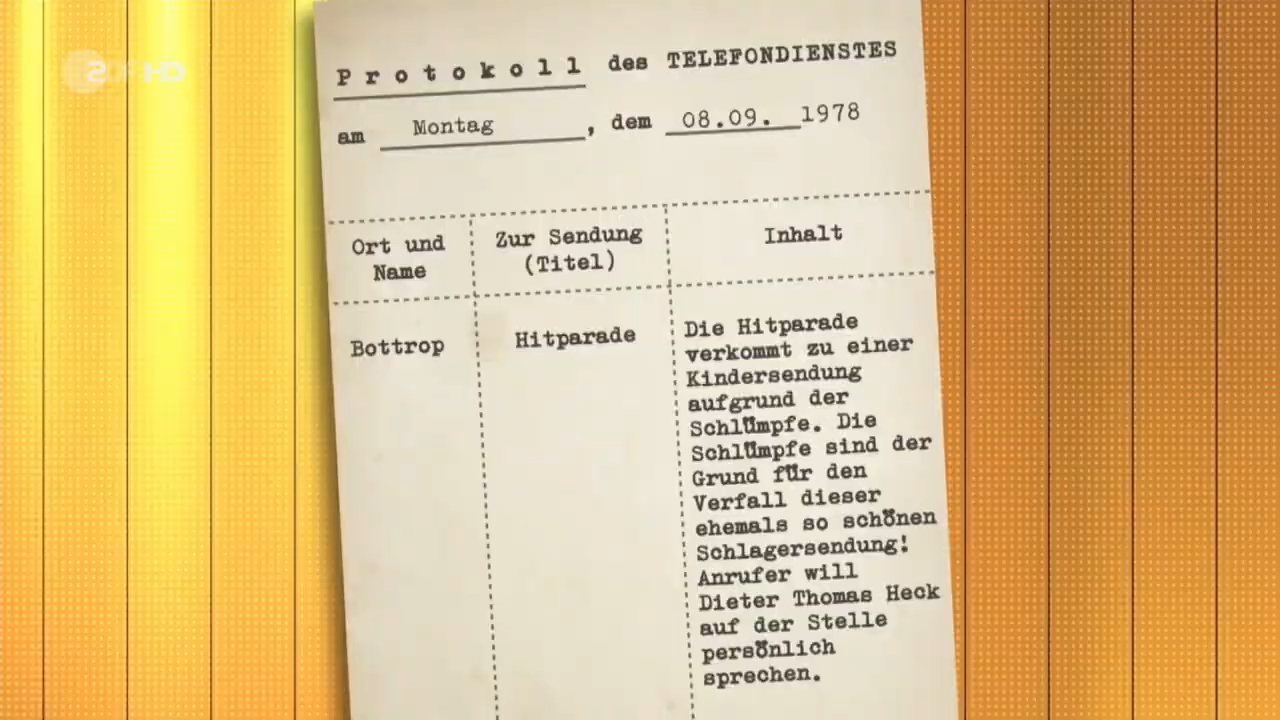 ZDF HD
Protokoll des TELEFONDIENSTES
am Montag, dem 08.09. 1978
Ort und
Name
Zur Sendung
(Titel)
Inhalt
Bottrop
Hitparade
Die Hitparade
verkommt zu einer
Kindersendung
aufgrund der
Schlümpfe. Die
Schlümpfe sind der
Grund für den
Verfall dieser
ehemals so schönen
Schlagersendung!
Anrufer will
Dieter Thomas Heck
auf der Stelle
persönlich
sprechen.